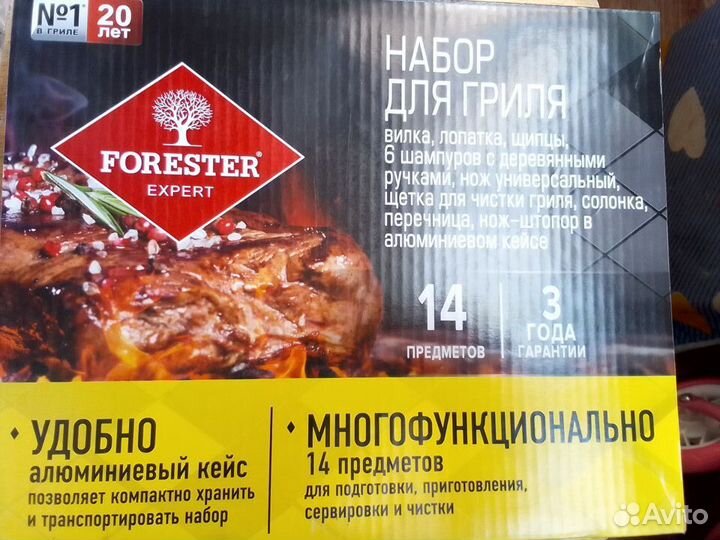 №1
В ГРИЛЕ
20
ЛЕТ
FORESTER®
EXPERT
НАБОР
ДЛЯ ГРИЛЯ
вилка, лопатка, щипцы,
6 шампуров с деревянными
ручками, нож универсальный,
щетка для чистки гриля, солонка,
перечница, нож-штопор в
алюминиевом кейсе
14
ПРЕДМЕТОВ
3
ГОДА
ГАРАНТИИ
• УДОБНО
алюминиевый кейс
позволяет компактно хранить
и транспортировать набор
• МНОГОФУНКЦИОНАЛЬНО
14 предметов
для подготовки, приготовления,
сервировки и чистки
Avito